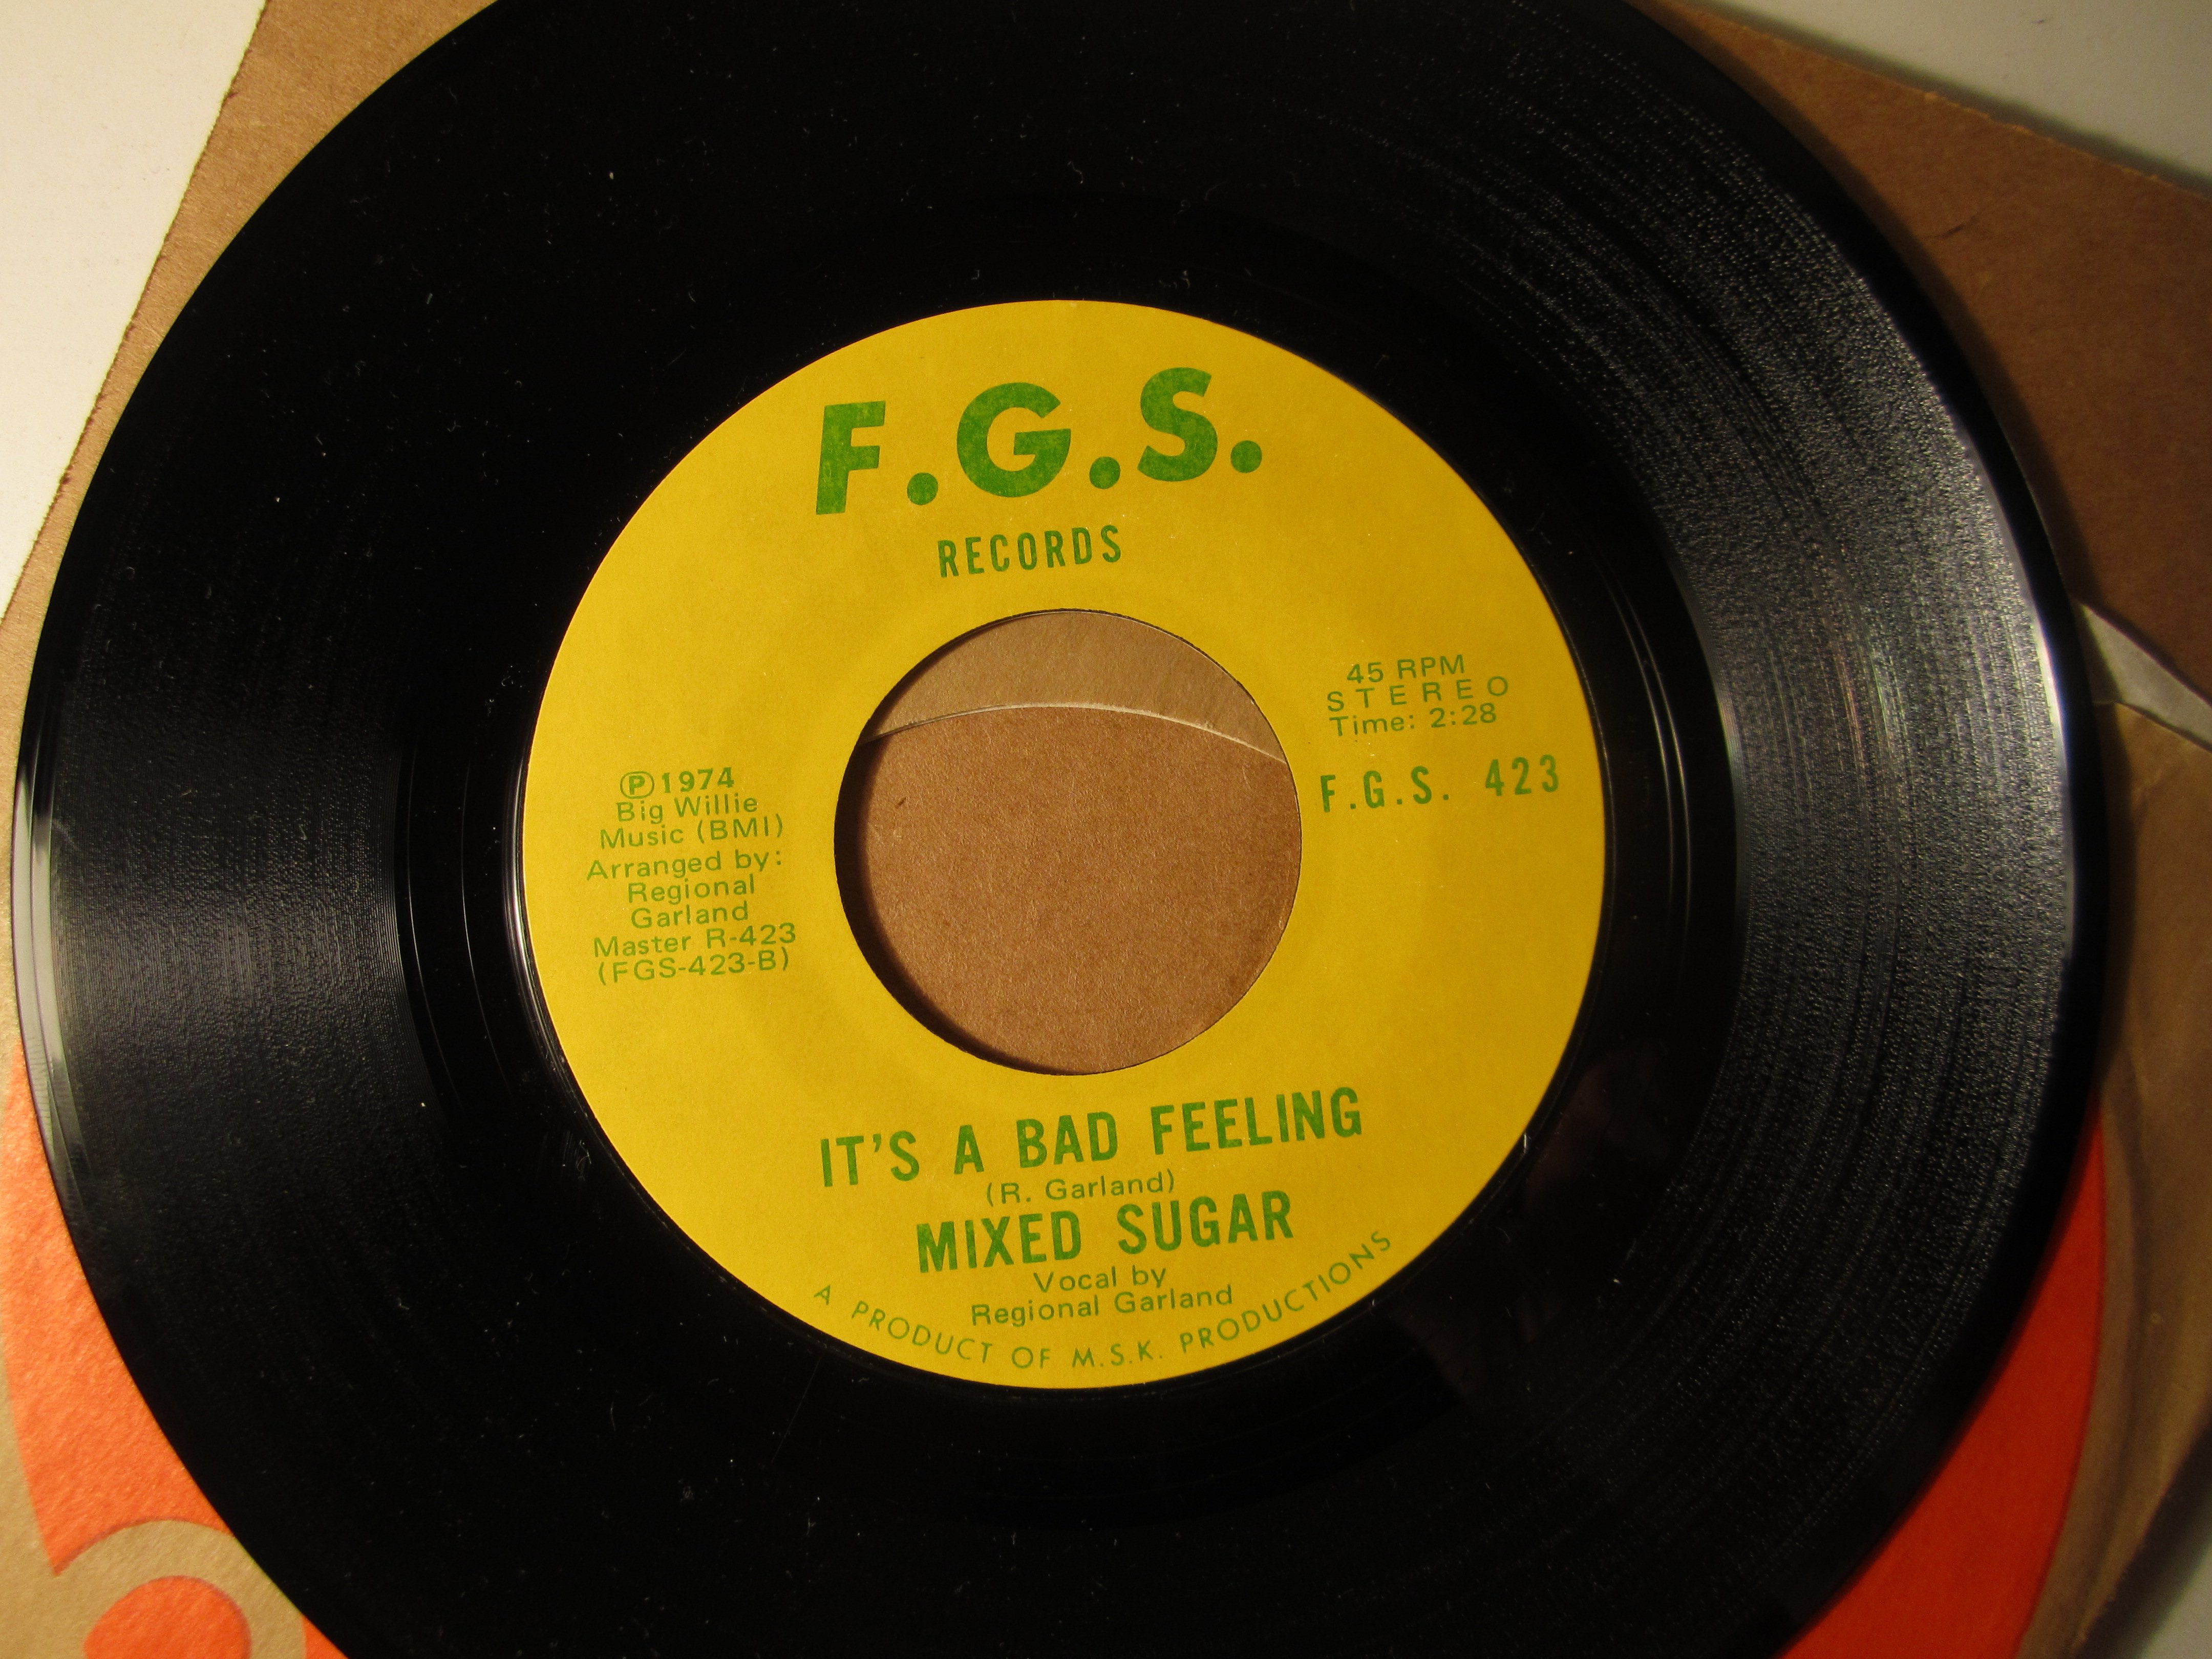 F.G.S.
RECORDS
45 RPM
STEREO
Time: 2:28
F.G.S. 423
Ⓟ1974
Big Willie
Music (BMI)
Arranged by:
Regional
Garland
Master R-423
(FGS-423-B)
IT'S A BAD FEELING
(R. Garland)
MIXED SUGAR
Vocal by
Regional Garland
A PRODUCT OF M.S.K. PRODUCTIONS